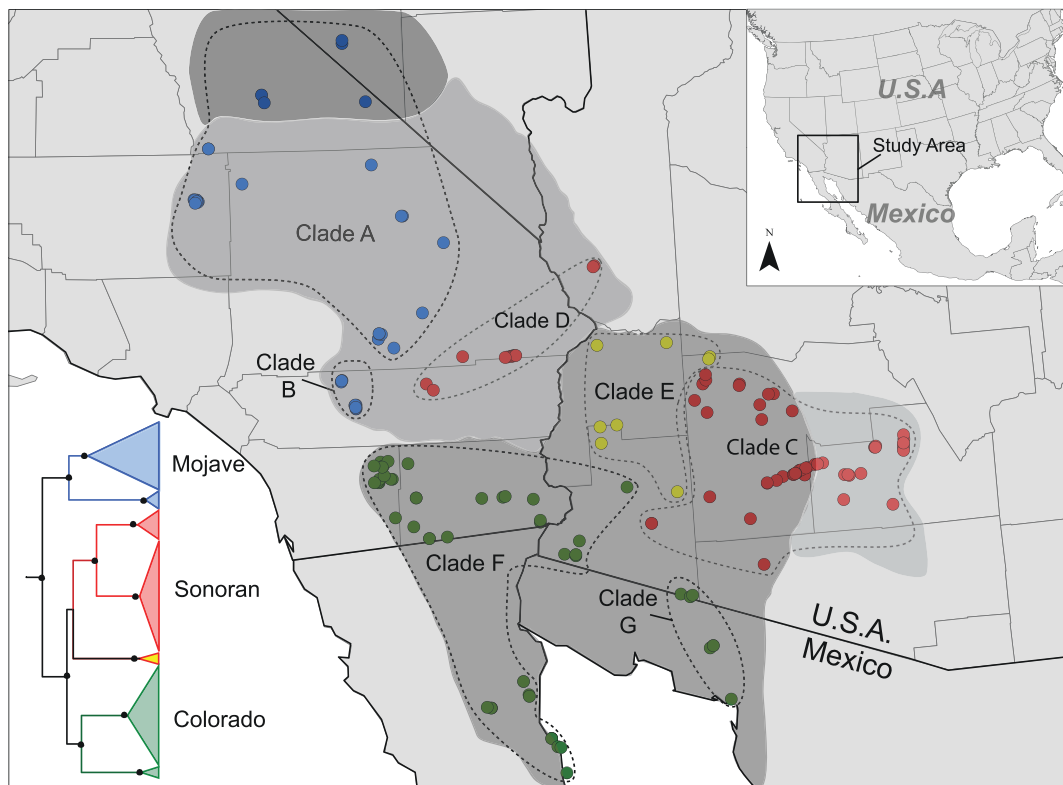 U.S.A
Study Area
Mexico
N
Clade A
Clade D
Clade
B
Clade E
Clade C
Mojave
Clade F
Sonoran
Clade
G
U.S.A.
Mexico
Colorado